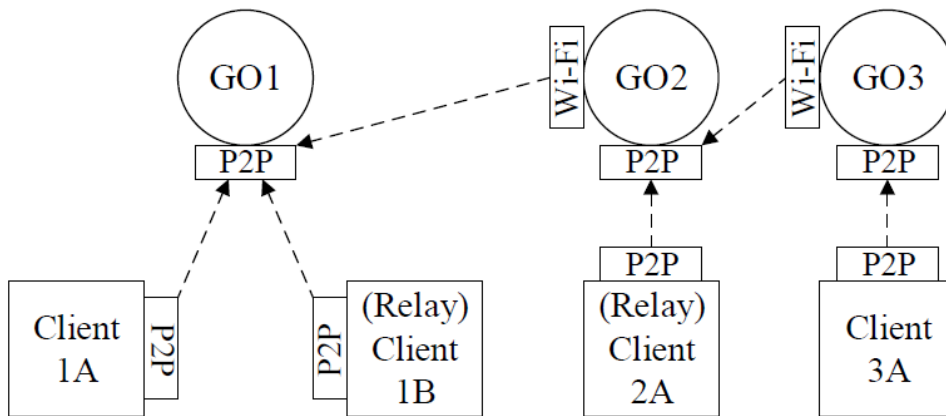 GO1
Wi-Fi
GO2
Wi-Fi
GO3
P2P
P2P
P2P
P2P
P2P
Client
1A
P2P
P2P
(Relay)
Client
1B
(Relay)
Client
2A
Client
3A